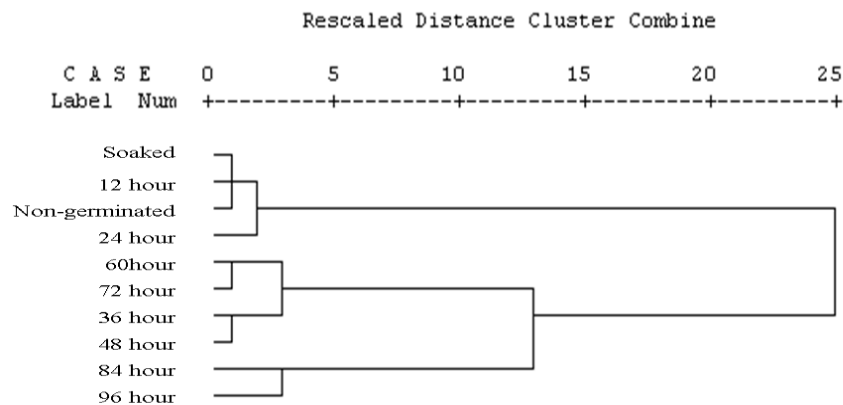 Rescaled Distance Cluster Combine
C A S E 0 5 10 15 20 25
Label Num +---------+---------+---------+---------+---------+
Soaked
12 hour
Non-germinated
24 hour
60hour
72 hour
36 hour
48 hour
84 hour
96 hour